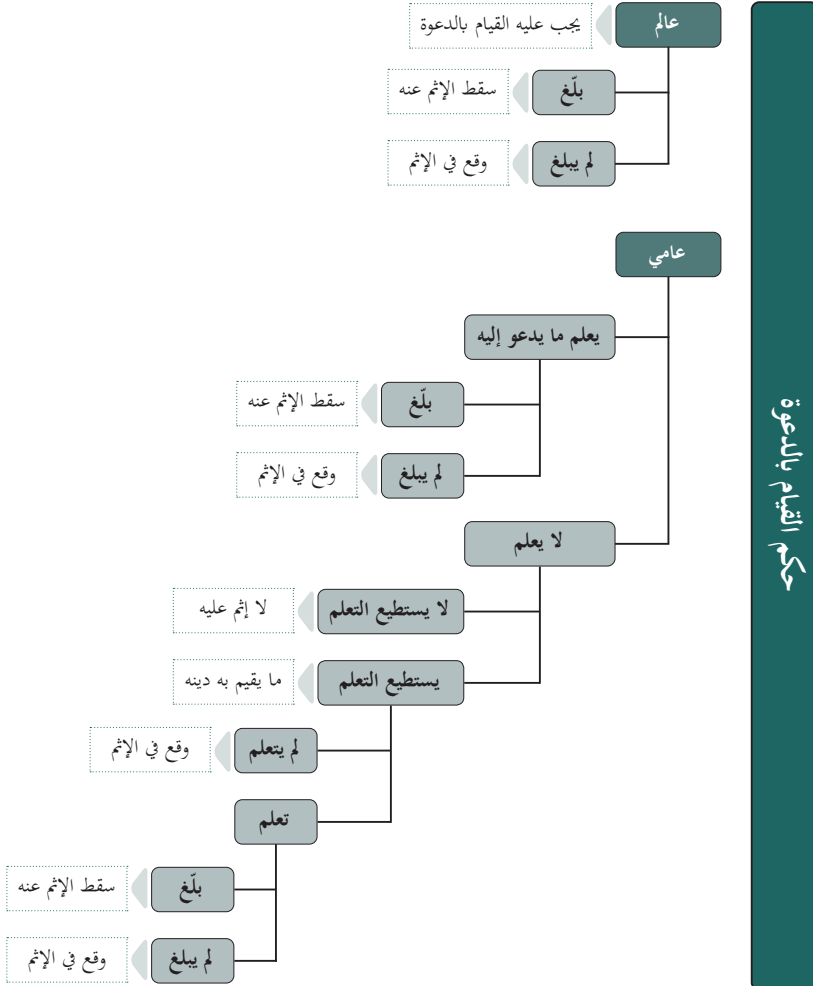 حكم القيام بالدعوة
عالم
يجب عليه القيام بالدعوة
بلّغ
سقط الإثم عنه
لم يبلغ
وقع في الإثم
عامي
يعلم ما يدعو إليه
بلّغ
سقط الإثم عنه
لم يبلغ
وقع في الإثم
لا يعلم
لا يستطيع التعلم
لا إثم عليه
يستطيع التعلم
ما يقيم به دينه
لم يتعلم
وقع في الإثم
تعلم
بلّغ
سقط الإثم عنه
لم يبلغ
وقع في الإثم